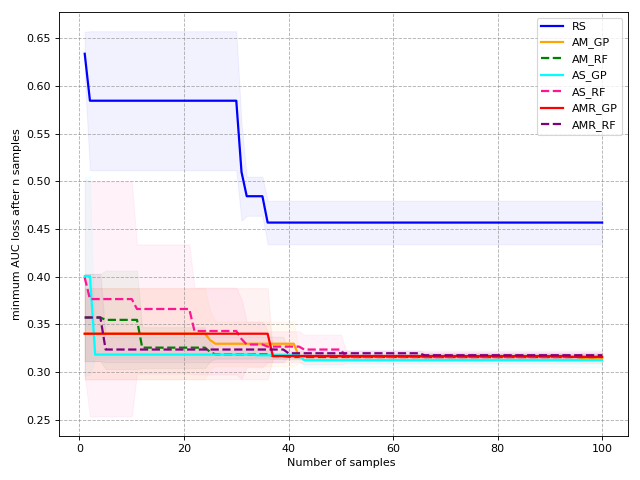 RS
AM_GP
AM_RF
AS_GP
AS_RF
AMR_GP
AMR_RF
0.65
0.60
0.55
0.50
0.45
0.40
0.35
0.30
0.25
minmum AUC loss after n samples
0 20 40 60 80 100
Number of samples